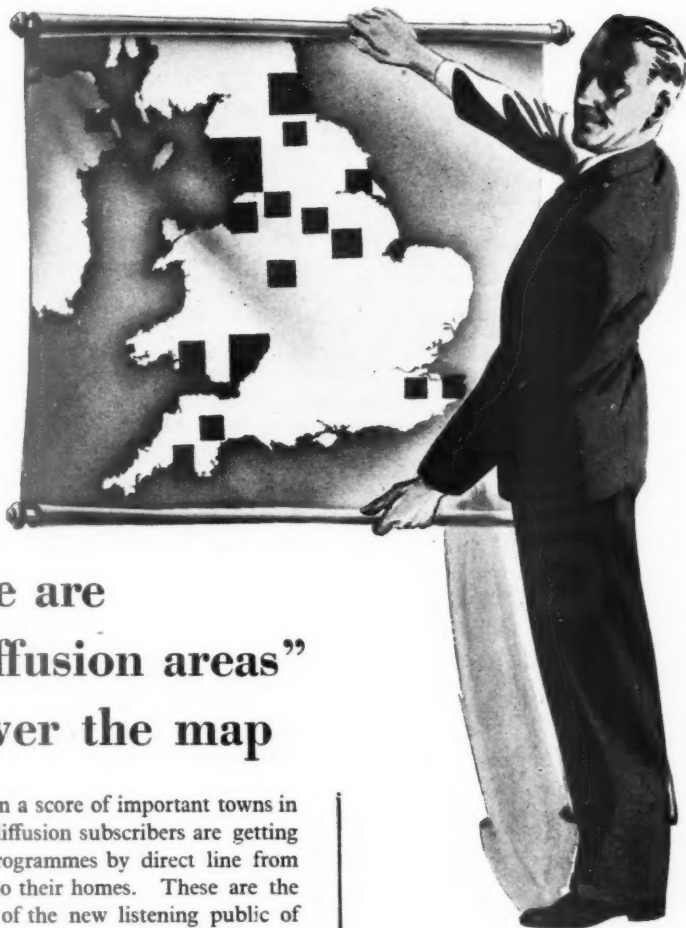 e are
ffusion areas”
ver the map
n a score of important towns in
iffusion subscribers are getting
rogrammes by direct line from
o their homes. These are the
of the new listening public of